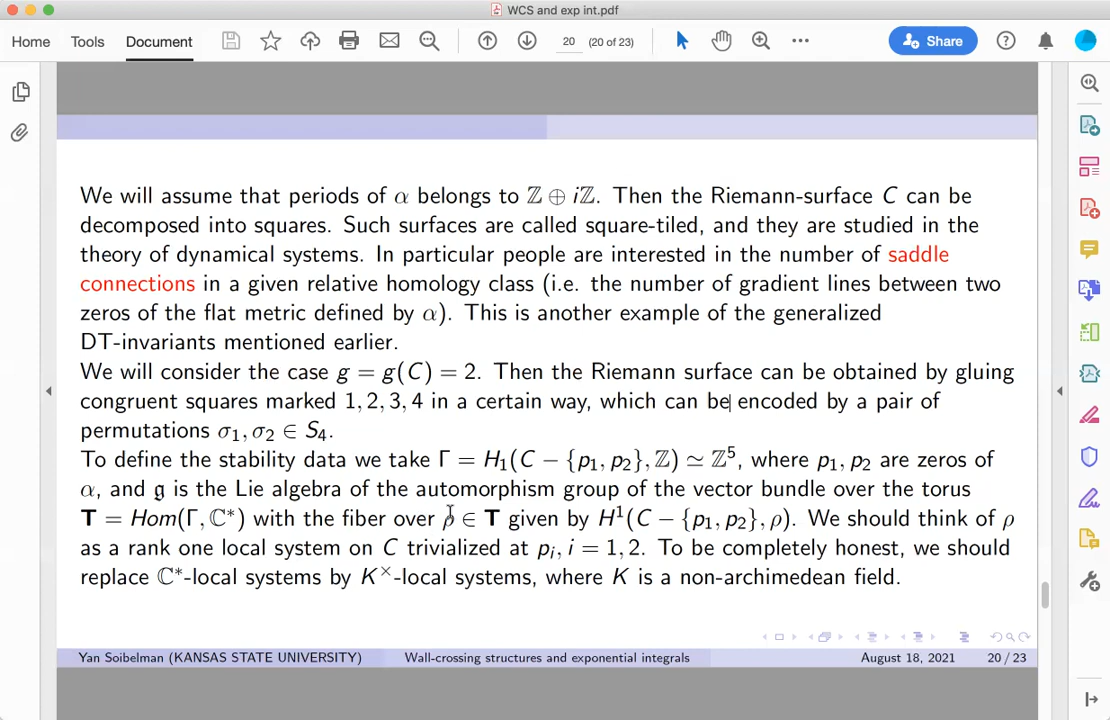 WCS and exp int.pdf
Home Tools Document 20 (20 of 23) Share
We will assume that periods of α belongs to ℤ ⊕ iℤ. Then the Riemann-surface C can be
decomposed into squares. Such surfaces are called square-tiled, and they are studied in the
theory of dynamical systems. In particular people are interested in the number of saddle
connections in a given relative homology class (i.e. the number of gradient lines between two
zeros of the flat metric defined by α). This is another example of the generalized
DT-invariants mentioned earlier.
We will consider the case g = g(C) = 2. Then the Riemann surface can be obtained by gluing
congruent squares marked 1, 2, 3, 4 in a certain way, which can be encoded by a pair of
permutations σ₁, σ₂ ∈ S₄.
To define the stability data we take Γ = H₁(C − {p₁, p₂}, ℤ) ≃ ℤ⁵, where p₁, p₂ are zeros of
α, and 𝔤 is the Lie algebra of the automorphism group of the vector bundle over the torus
T = Hom(Γ, ℂ*) with the fiber over ρ ∈ T given by H¹(C − {p₁, p₂}, ρ). We should think of ρ
as a rank one local system on C trivialized at pᵢ, i = 1, 2. To be completely honest, we should
replace ℂ*-local systems by K×-local systems, where K is a non-archimedean field.
Yan Soibelman (KANSAS STATE UNIVERSITY) Wall-crossing structures and exponential integrals August 18, 2021 20 / 23